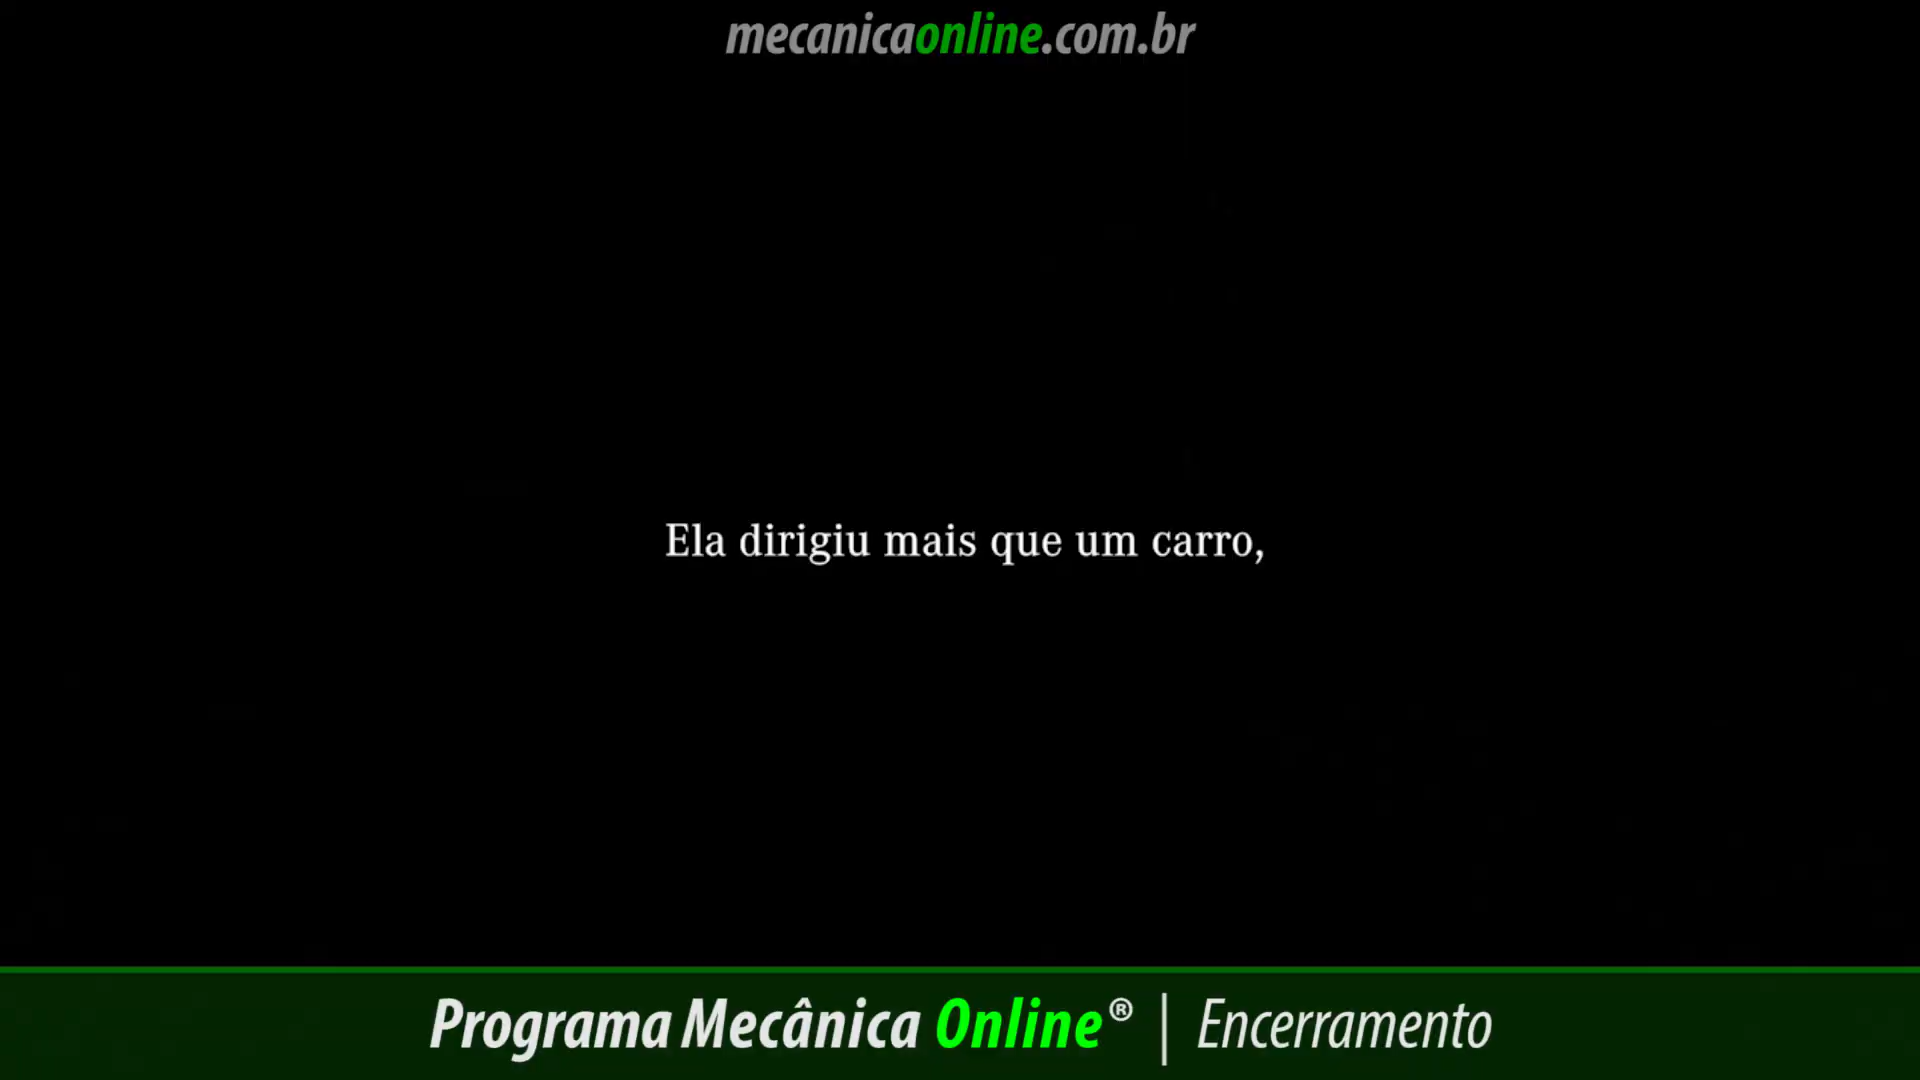 mecanicaonline.com.br
Ela dirigiu mais que um carro,
Programa Mecânica Online® | Encerramento